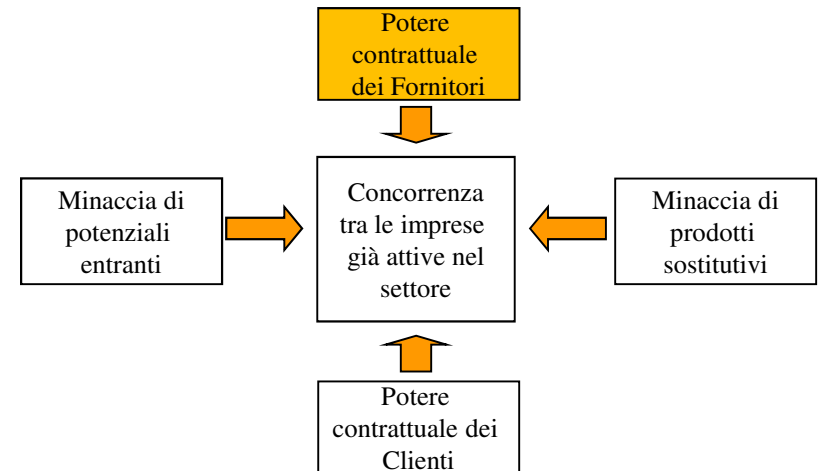 Potere
contrattuale
dei Fornitori
Minaccia di
potenziali
entranti
Concorrenza
tra le imprese
già attive nel
settore
Minaccia di
prodotti
sostitutivi
Potere
contrattuale dei
Clienti